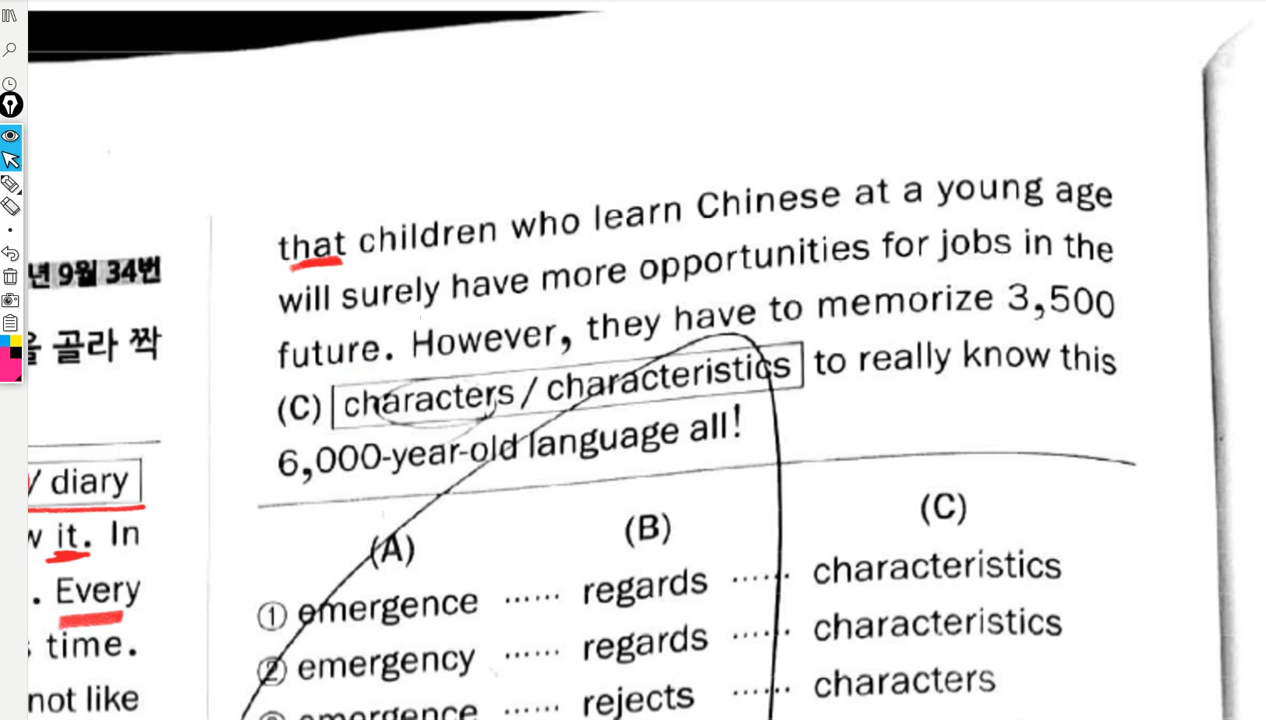 년 9월 34번
골라 짝
/ diary
it. In
. Every
time.
not like
that children who learn Chinese at a young age
will surely have more opportunities for jobs in the
future. However, they have to memorize 3,500
(C) characters / characteristics to really know this
6,000-year-old language all!
(A) (B) (C)
① emergence ...... regards ...... characteristics
② emergency ...... regards ...... characteristics
emergence ...... rejects ...... characters